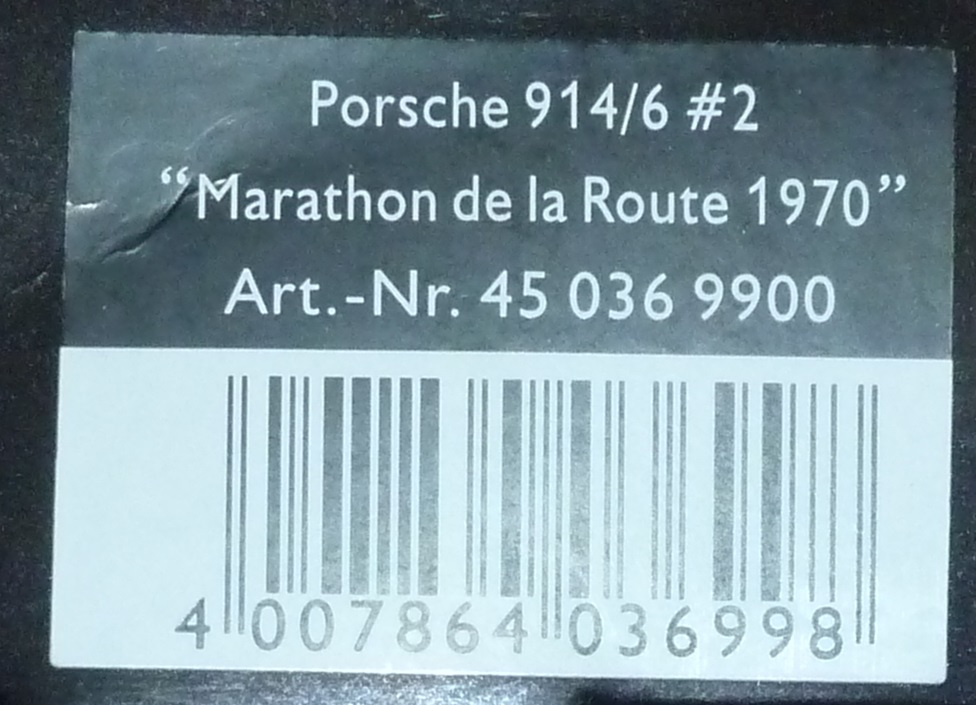 Porsche 914/6 #2
“Marathon de la Route 1970”
Art.-Nr. 45 036 9900
4 007864 036998